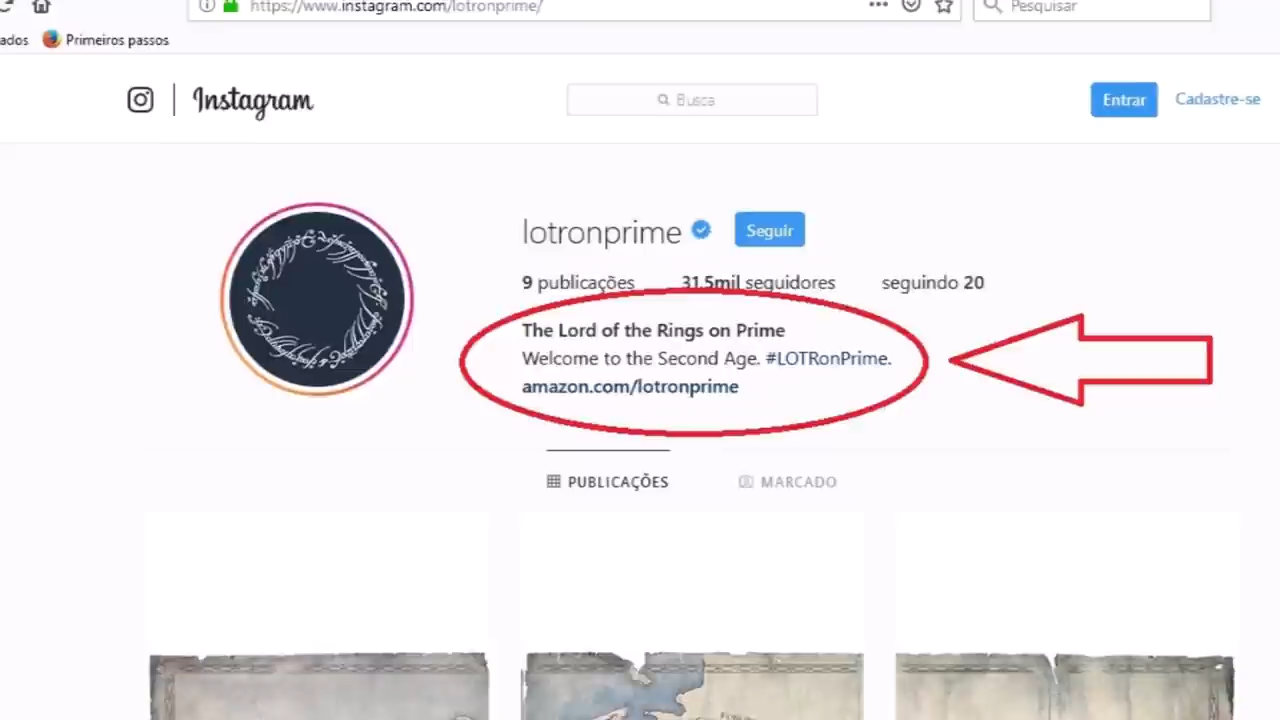 https://www.instagram.com/lotronprime/
Pesquisar
ados
Primeiros passos
Instagram
Busca
Entrar
Cadastre-se
lotronprime
Seguir
9 publicações
31.5mil seguidores
seguindo 20
The Lord of the Rings on Prime
Welcome to the Second Age. #LOTRonPrime.
amazon.com/lotronprime
PUBLICAÇÕES
MARCADO